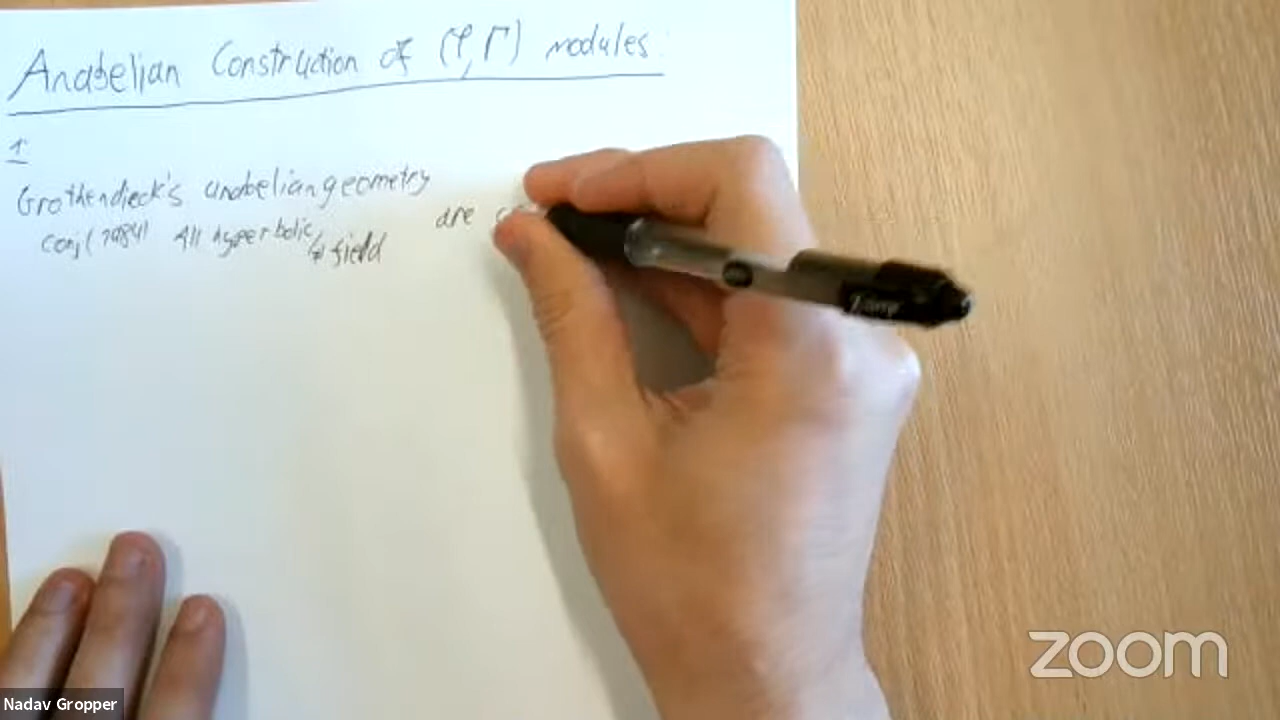 Anabelian Construction of (φ,Γ) modules:
1:
Grothendieck's anabelian geometry
conj (1984) All hyperbolic / field are
zoom
Nadav Gropper